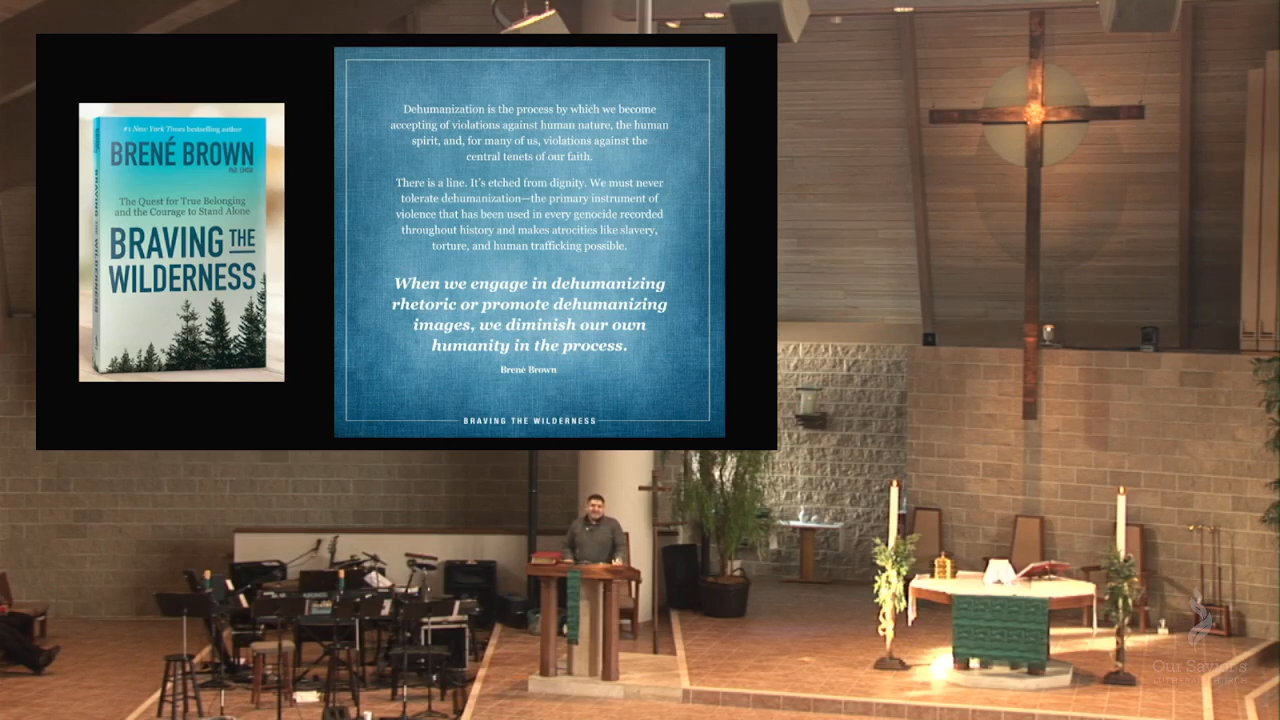 #1 New York Times bestselling author
BRENÉ BROWN
PhD, LMSW
The Quest for True Belonging
and the Courage to Stand Alone
BRAVING THE
WILDERNESS
BRAVING THE WILDERNESS
Dehumanization is the process by which we become
accepting of violations against human nature, the human
spirit, and, for many of us, violations against the
central tenets of our faith.
There is a line. It's etched from dignity. We must never
tolerate dehumanization—the primary instrument of
violence that has been used in every genocide recorded
throughout history and makes atrocities like slavery,
torture, and human trafficking possible.
When we engage in dehumanizing
rhetoric or promote dehumanizing
images, we diminish our own
humanity in the process.
Brené Brown
BRAVING THE WILDERNESS
Our Savior's
LUTHERAN CHURCH